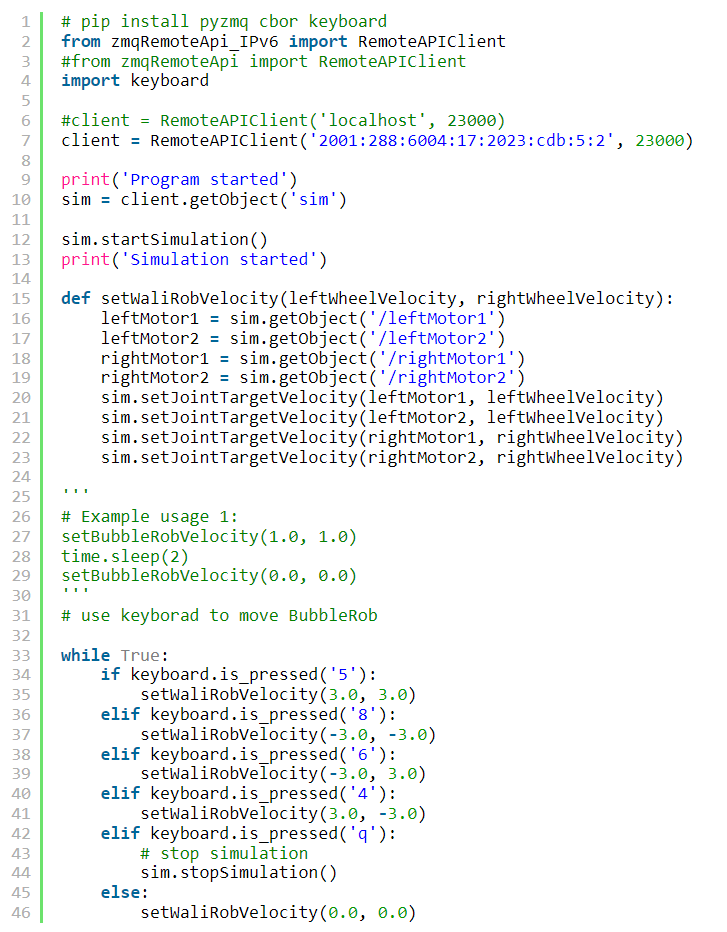 1 # pip install pyzmq cbor keyboard
2 from zmqRemoteApi_IPv6 import RemoteAPIClient
3 #from zmqRemoteApi import RemoteAPIClient
4 import keyboard
5
6 #client = RemoteAPIClient('localhost', 23000)
7 client = RemoteAPIClient('2001:288:6004:17:2023:cdb:5:2', 23000)
8
9 print('Program started')
10 sim = client.getObject('sim')
11
12 sim.startSimulation()
13 print('Simulation started')
14
15 def setWaliRobVelocity(leftWheelVelocity, rightWheelVelocity):
16     leftMotor1 = sim.getObject('/leftMotor1')
17     leftMotor2 = sim.getObject('/leftMotor2')
18     rightMotor1 = sim.getObject('/rightMotor1')
19     rightMotor2 = sim.getObject('/rightMotor2')
20     sim.setJointTargetVelocity(leftMotor1, leftWheelVelocity)
21     sim.setJointTargetVelocity(leftMotor2, leftWheelVelocity)
22     sim.setJointTargetVelocity(rightMotor1, rightWheelVelocity)
23     sim.setJointTargetVelocity(rightMotor2, rightWheelVelocity)
24
25 '''
26 # Example usage 1:
27 setBubbleRobVelocity(1.0, 1.0)
28 time.sleep(2)
29 setBubbleRobVelocity(0.0, 0.0)
30 '''
31 # use keyborad to move BubbleRob
32
33 while True:
34     if keyboard.is_pressed('5'):
35         setWaliRobVelocity(3.0, 3.0)
36     elif keyboard.is_pressed('8'):
37         setWaliRobVelocity(-3.0, -3.0)
38     elif keyboard.is_pressed('6'):
39         setWaliRobVelocity(-3.0, 3.0)
40     elif keyboard.is_pressed('4'):
41         setWaliRobVelocity(3.0, -3.0)
42     elif keyboard.is_pressed('q'):
43         # stop simulation
44         sim.stopSimulation()
45     else:
46         setWaliRobVelocity(0.0, 0.0)